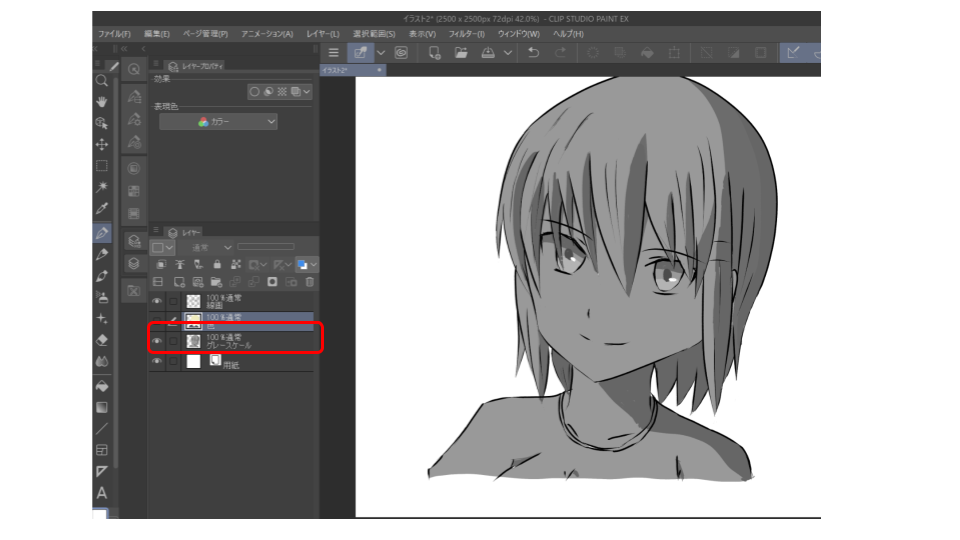 イラスト2* (2500 x 2500px 72dpi 42.0%) - CLIP STUDIO PAINT EX
ファイル(F) 編集(E) ページ管理(P) アニメーション(A) レイヤー(L) 選択範囲(S) 表示(V) フィルター(I) ウィンドウ(W) ヘルプ(H)
イラスト2*
レイヤープロパティ
効果
表現色
カラー
レイヤー
通常
100 %通常
線画
100 %通常
色
100 %通常
グレースケール
用紙
A